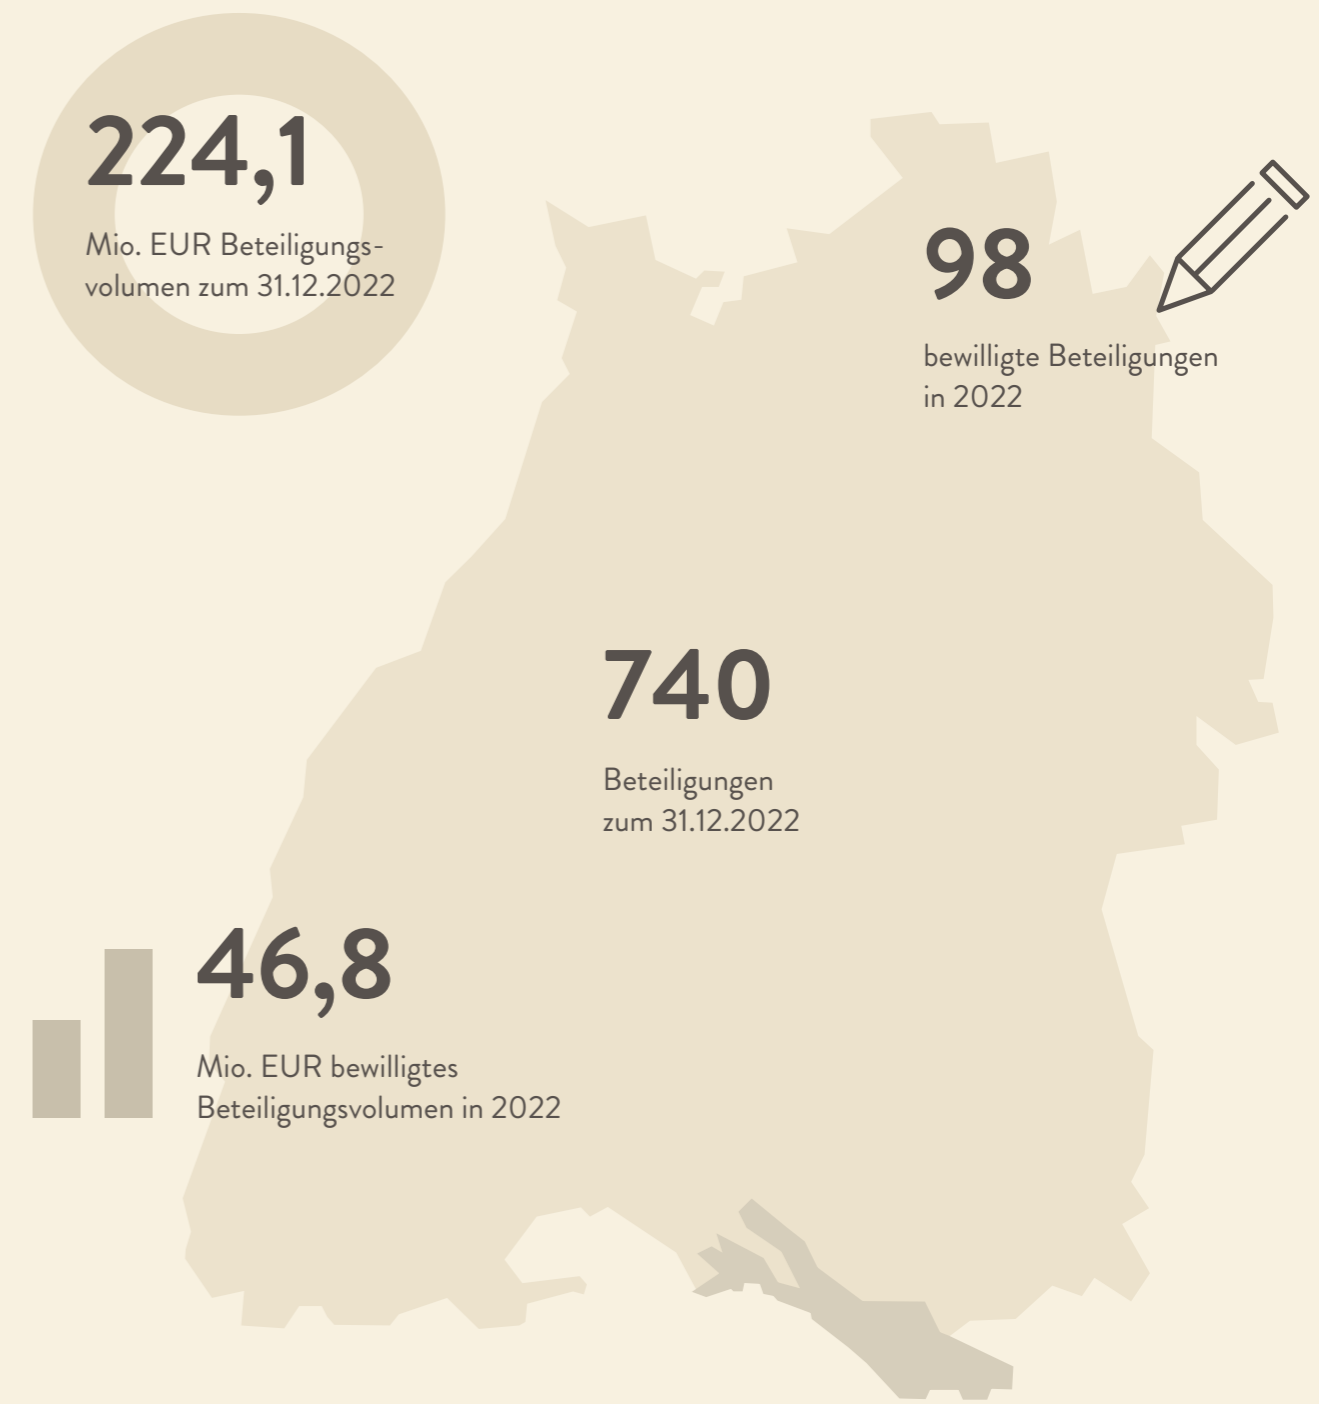 224,1
Mio. EUR Beteiligungs-
volumen zum 31.12.2022
98
bewilligte Beteiligungen
in 2022
740
Beteiligungen
zum 31.12.2022
46,8
Mio. EUR bewilligtes
Beteiligungsvolumen in 2022